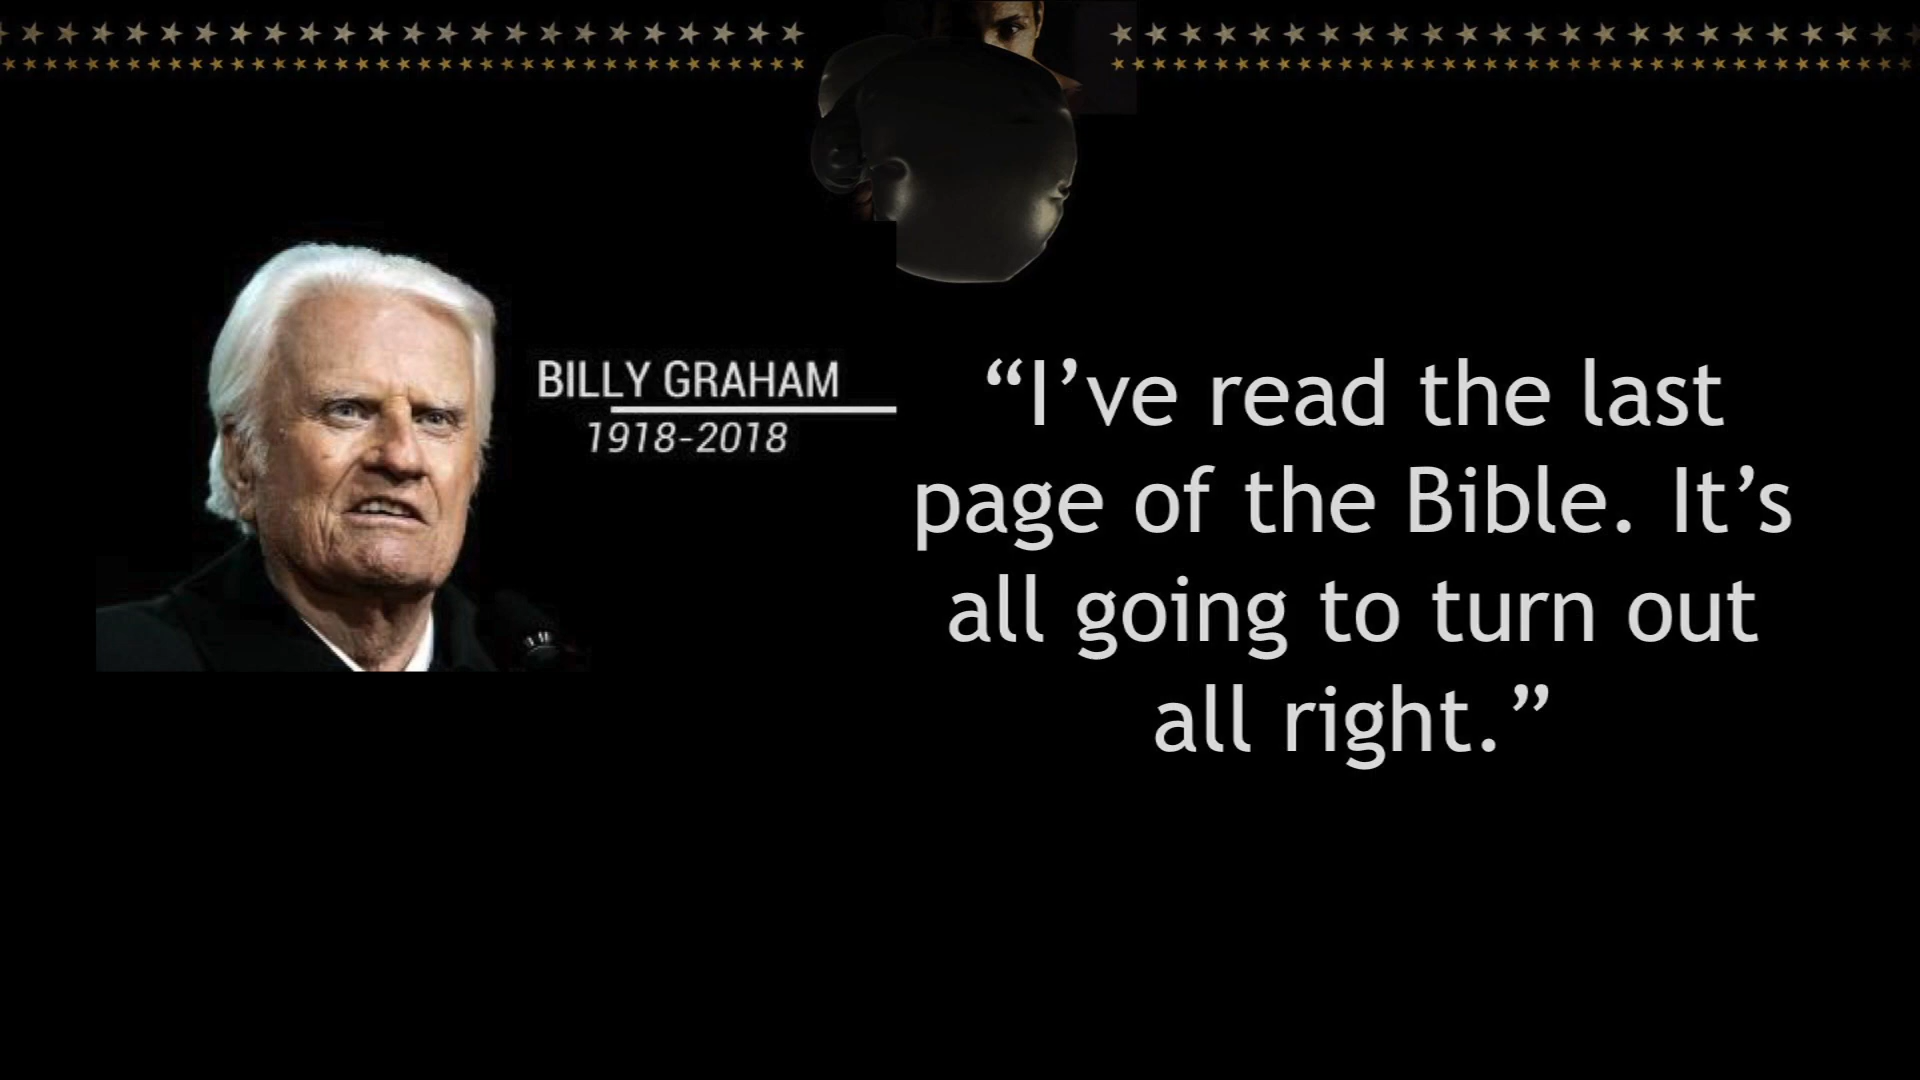 BILLY GRAHAM
1918-2018
“I’ve read the last
page of the Bible. It’s
all going to turn out
all right.”